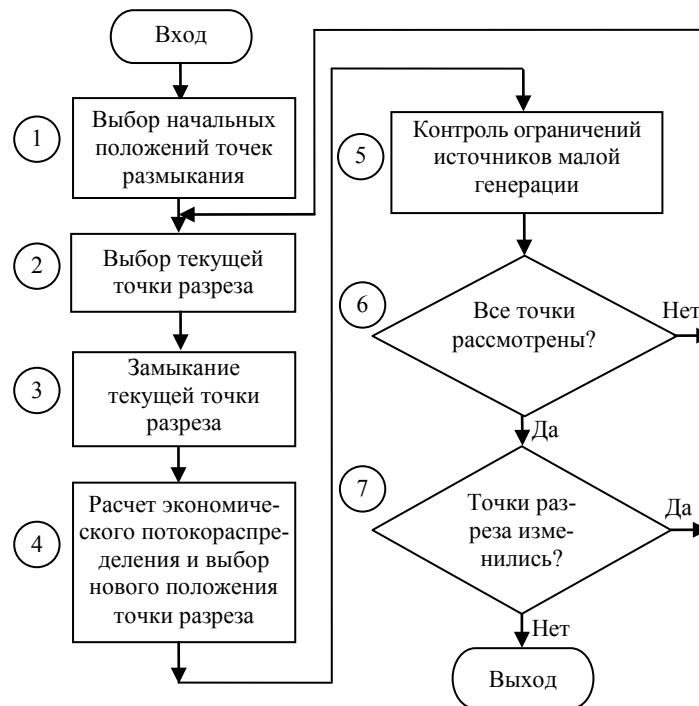 Вход
1
Выбор начальных
положений точек
размыкания
2
Выбор текущей
точки разреза
3
Замыкание
текущей точки
разреза
4
Расчет экономиче-
ского потокораспре-
деления и выбор
нового положения
точки разреза
5
Контроль ограничений
источников малой
генерации
6
Все точки
рассмотрены?
Нет
Да
7
Точки раз-
реза изме-
нились?
Да
Нет
Выход